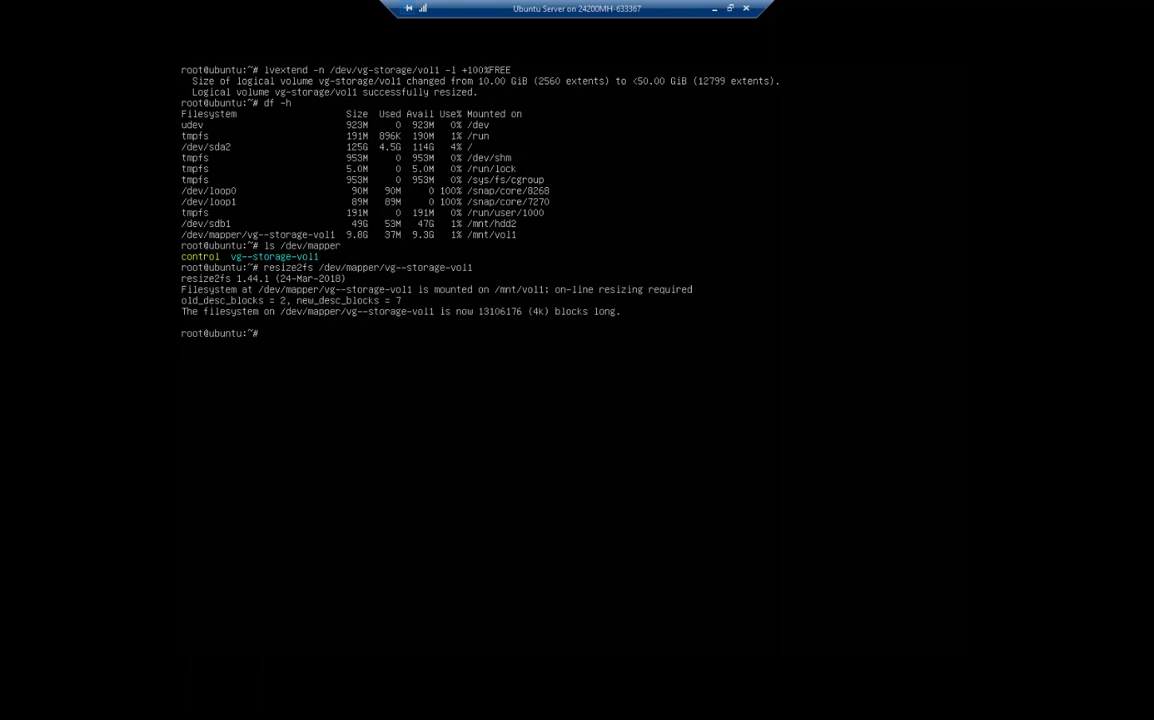 Ubuntu Server on 24200MH-633367
root@ubuntu:~# lvextend -n /dev/vg-storage/vol1 -l +100%FREE
  Size of logical volume vg-storage/vol1 changed from 10.00 GiB (2560 extents) to <50.00 GiB (12799 extents).
  Logical volume vg-storage/vol1 successfully resized.
root@ubuntu:~# df -h
Filesystem                     Size  Used Avail Use% Mounted on
udev                           923M     0  923M   0% /dev
tmpfs                          191M  896K  190M   1% /run
/dev/sda2                      125G  4.5G  114G   4% /
tmpfs                          953M     0  953M   0% /dev/shm
tmpfs                          5.0M     0  5.0M   0% /run/lock
tmpfs                          953M     0  953M   0% /sys/fs/cgroup
/dev/loop0                      90M   90M     0 100% /snap/core/8268
/dev/loop1                      89M   89M     0 100% /snap/core/7270
tmpfs                          191M     0  191M   0% /run/user/1000
/dev/sdb1                       49G   53M   47G   1% /mnt/hdd2
/dev/mapper/vg--storage-vol1  9.8G   37M  9.3G   1% /mnt/vol1
root@ubuntu:~# ls /dev/mapper
control  vg--storage-vol1
root@ubuntu:~# resize2fs /dev/mapper/vg--storage-vol1
resize2fs 1.44.1 (24-Mar-2018)
Filesystem at /dev/mapper/vg--storage-vol1 is mounted on /mnt/vol1; on-line resizing required
old_desc_blocks = 2, new_desc_blocks = 7
The filesystem on /dev/mapper/vg--storage-vol1 is now 13106176 (4k) blocks long.
root@ubuntu:~#